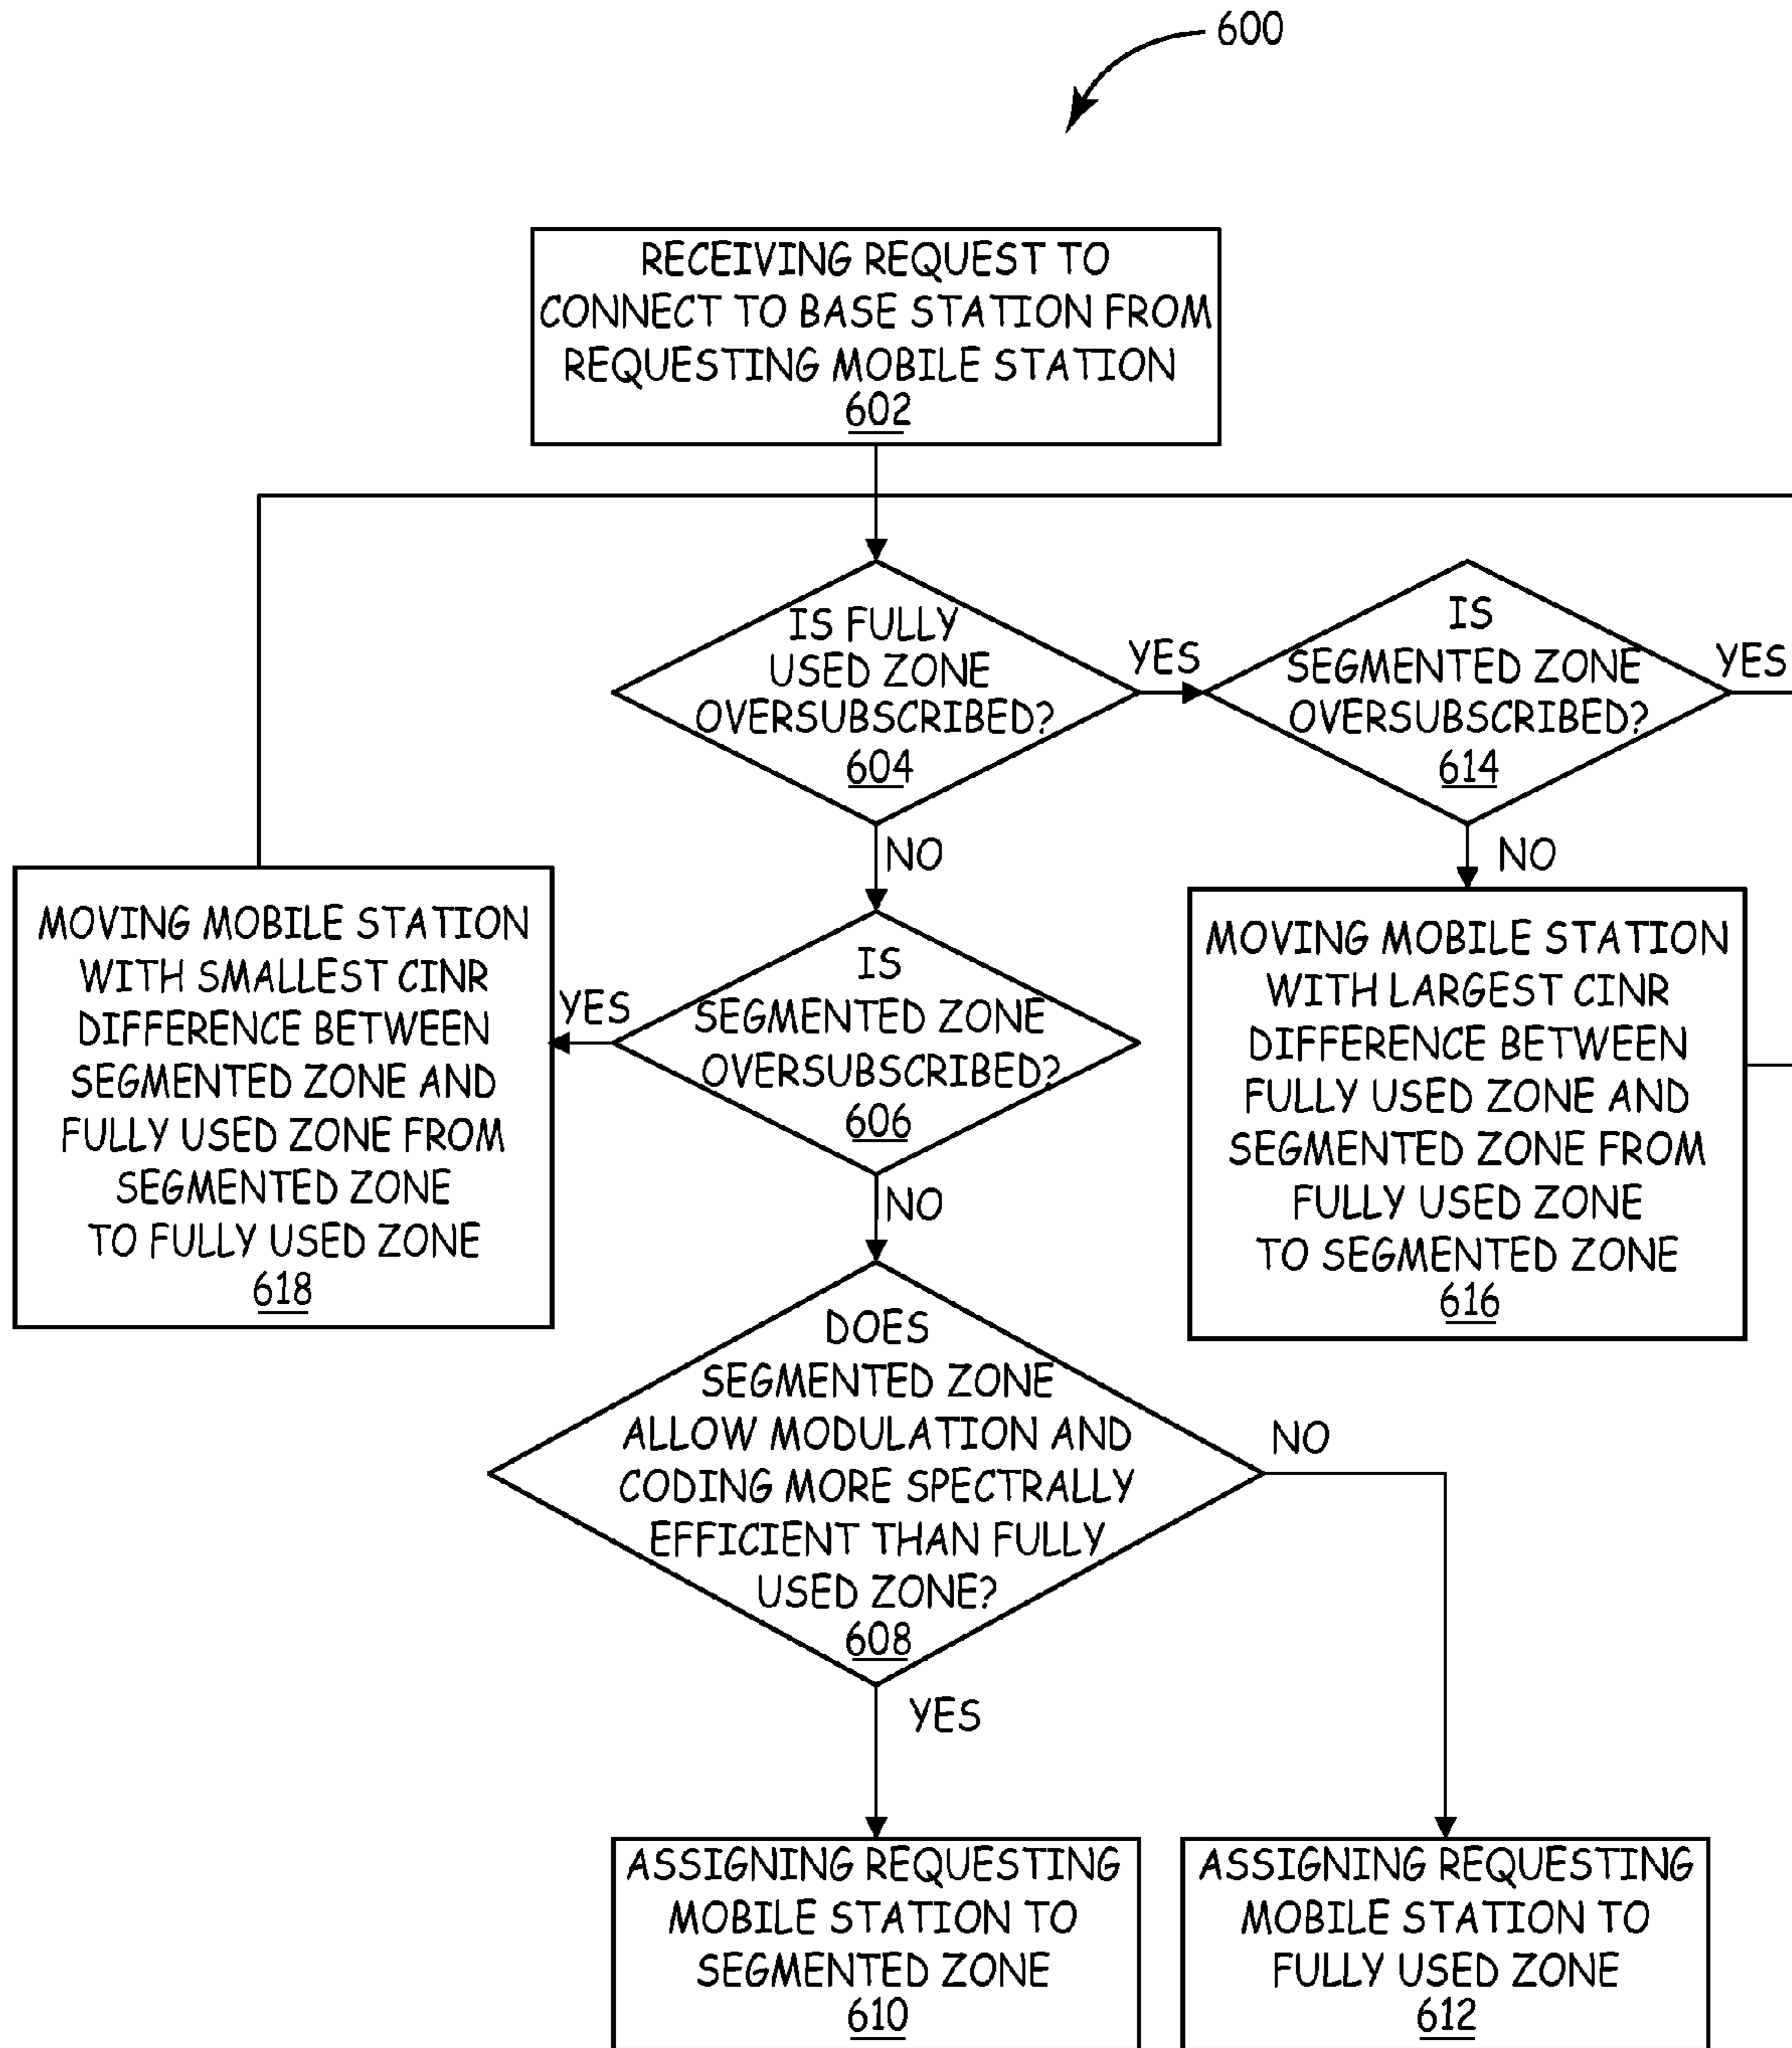 600
RECEIVING REQUEST TO
CONNECT TO BASE STATION FROM
REQUESTING MOBILE STATION
602
IS FULLY
USED ZONE
OVERSUBSCRIBED?
604
YES
IS
SEGMENTED ZONE
OVERSUBSCRIBED?
614
YES
NO
NO
MOVING MOBILE STATION
WITH SMALLEST CINR
DIFFERENCE BETWEEN
SEGMENTED ZONE AND
FULLY USED ZONE FROM
SEGMENTED ZONE
TO FULLY USED ZONE
618
YES
IS
SEGMENTED ZONE
OVERSUBSCRIBED?
606
MOVING MOBILE STATION
WITH LARGEST CINR
DIFFERENCE BETWEEN
FULLY USED ZONE AND
SEGMENTED ZONE FROM
FULLY USED ZONE
TO SEGMENTED ZONE
616
NO
DOES
SEGMENTED ZONE
ALLOW MODULATION AND
CODING MORE SPECTRALLY
EFFICIENT THAN FULLY
USED ZONE?
608
NO
YES
ASSIGNING REQUESTING
MOBILE STATION TO
SEGMENTED ZONE
610
ASSIGNING REQUESTING
MOBILE STATION TO
FULLY USED ZONE
612